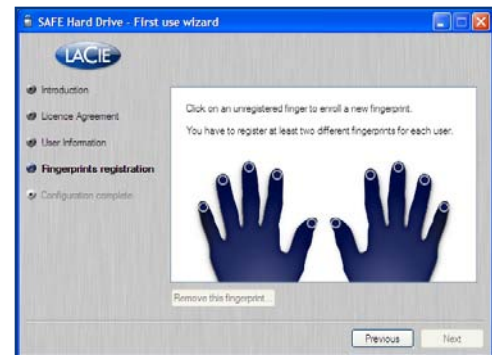 SAFE Hard Drive - First use wizard
LACIE
Introduction
Licence Agreement
User Information
Fingerprints registration
Configuration complete
Click on an unregistered finger to enroll a new fingerprint.
You have to register at least two different fingerprints for each user.
Remove this fingerprint...
Previous
Next